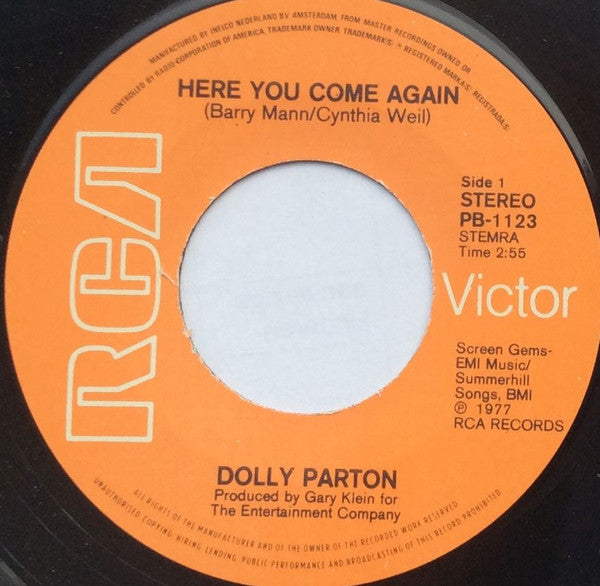 MANUFACTURED BY INELCO NEDERLAND BV, AMSTERDAM, FROM MASTER RECORDINGS OWNED OR
CONTROLLED BY RADIO CORPORATION OF AMERICA, TRADEMARK OWNER. TRADEMARK(S) ® REGISTERED MARKA(S) REGISTRADA(S)
HERE YOU COME AGAIN
(Barry Mann/Cynthia Weil)
RCA
Side 1
STEREO
PB-1123
STEMRA
Time 2:55
Victor
Screen Gems-
EMI Music/
Summerhill
Songs, BMI
℗ 1977
RCA RECORDS
DOLLY PARTON
Produced by Gary Klein for
The Entertainment Company
ALL RIGHTS OF THE MANUFACTURER AND OF THE OWNER OF THE RECORDED WORK RESERVED
UNAUTHORISED COPYING, HIRING, LENDING, PUBLIC PERFORMANCE AND BROADCASTING OF THIS RECORD PROHIBITED